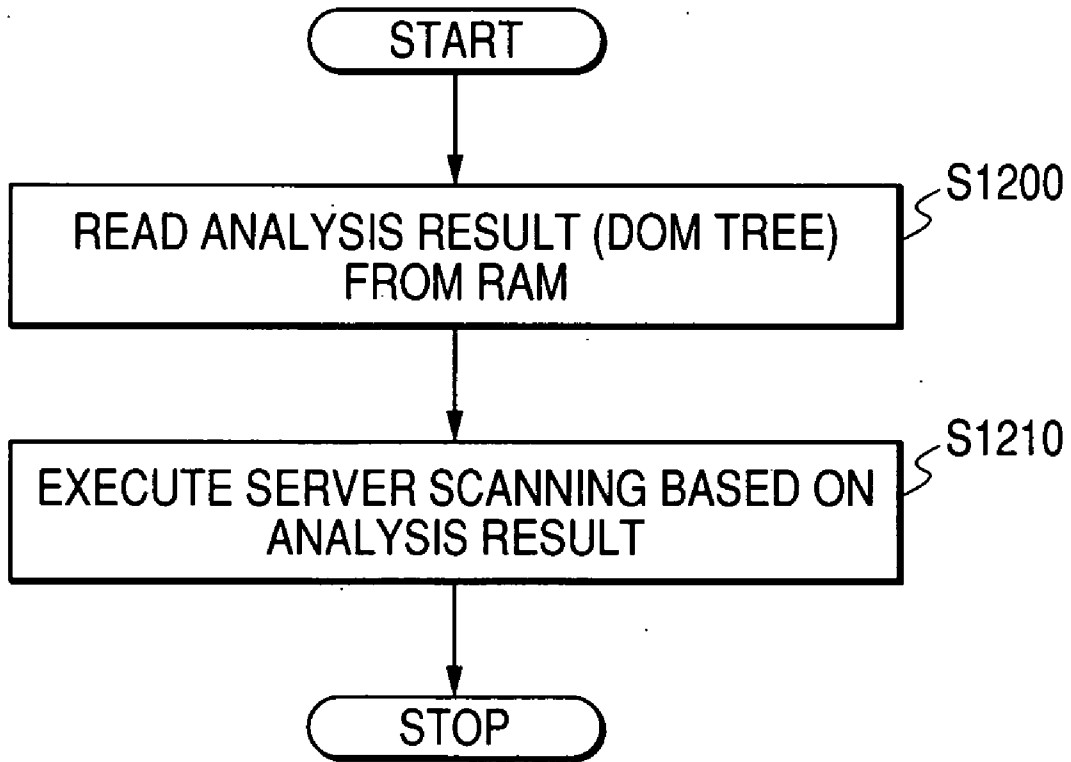 START
S1200
READ ANALYSIS RESULT (DOM TREE)
FROM RAM
S1210
EXECUTE SERVER SCANNING BASED ON
ANALYSIS RESULT
STOP